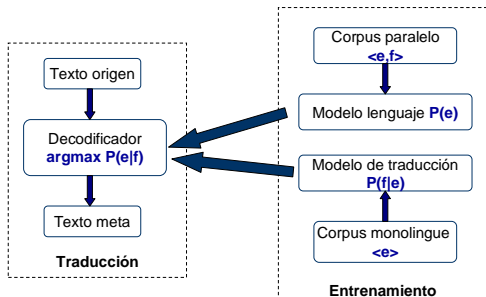 Texto origen
Decodificador
argmax P(e|f)
Texto meta
Traducción
Corpus paralelo
<e,f>
Modelo lenguaje P(e)
Modelo de traducción
P(f|e)
Corpus monolingue
<e>
Entrenamiento